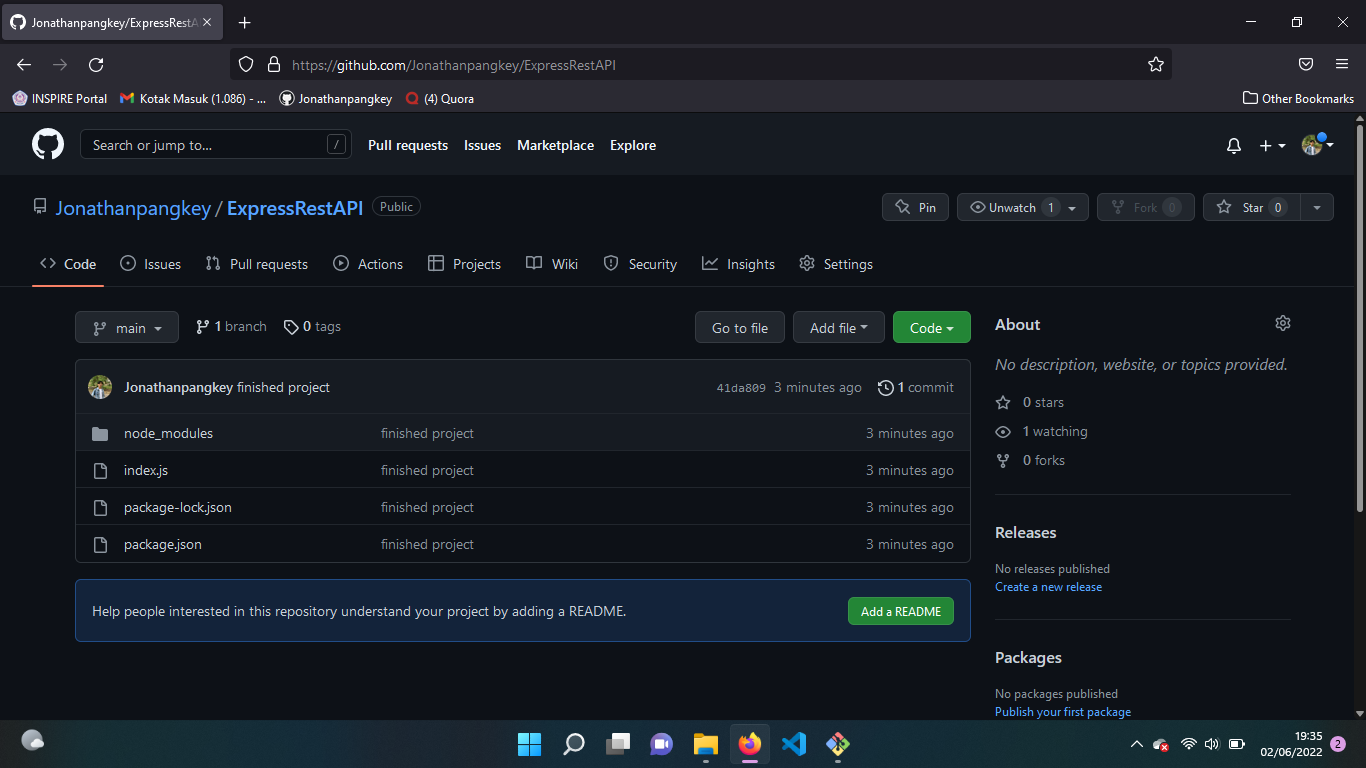 Jonathanpangkey/ExpressRestA
https://github.com/Jonathanpangkey/ExpressRestAPI
INSPIRE Portal Kotak Masuk (1.086) - ... Jonathanpangkey (4) Quora Other Bookmarks
Search or jump to... / Pull requests Issues Marketplace Explore
Jonathanpangkey / ExpressRestAPI Public Pin Unwatch 1 Fork 0 Star 0
Code Issues Pull requests Actions Projects Wiki Security Insights Settings
main 1 branch 0 tags Go to file Add file Code
Jonathanpangkey finished project 41da809 3 minutes ago 1 commit
node_modules finished project 3 minutes ago
index.js finished project 3 minutes ago
package-lock.json finished project 3 minutes ago
package.json finished project 3 minutes ago
Help people interested in this repository understand your project by adding a README. Add a README
About
No description, website, or topics provided.
0 stars
1 watching
0 forks
Releases
No releases published
Create a new release
Packages
No packages published
Publish your first package
19:35
02/06/2022 2